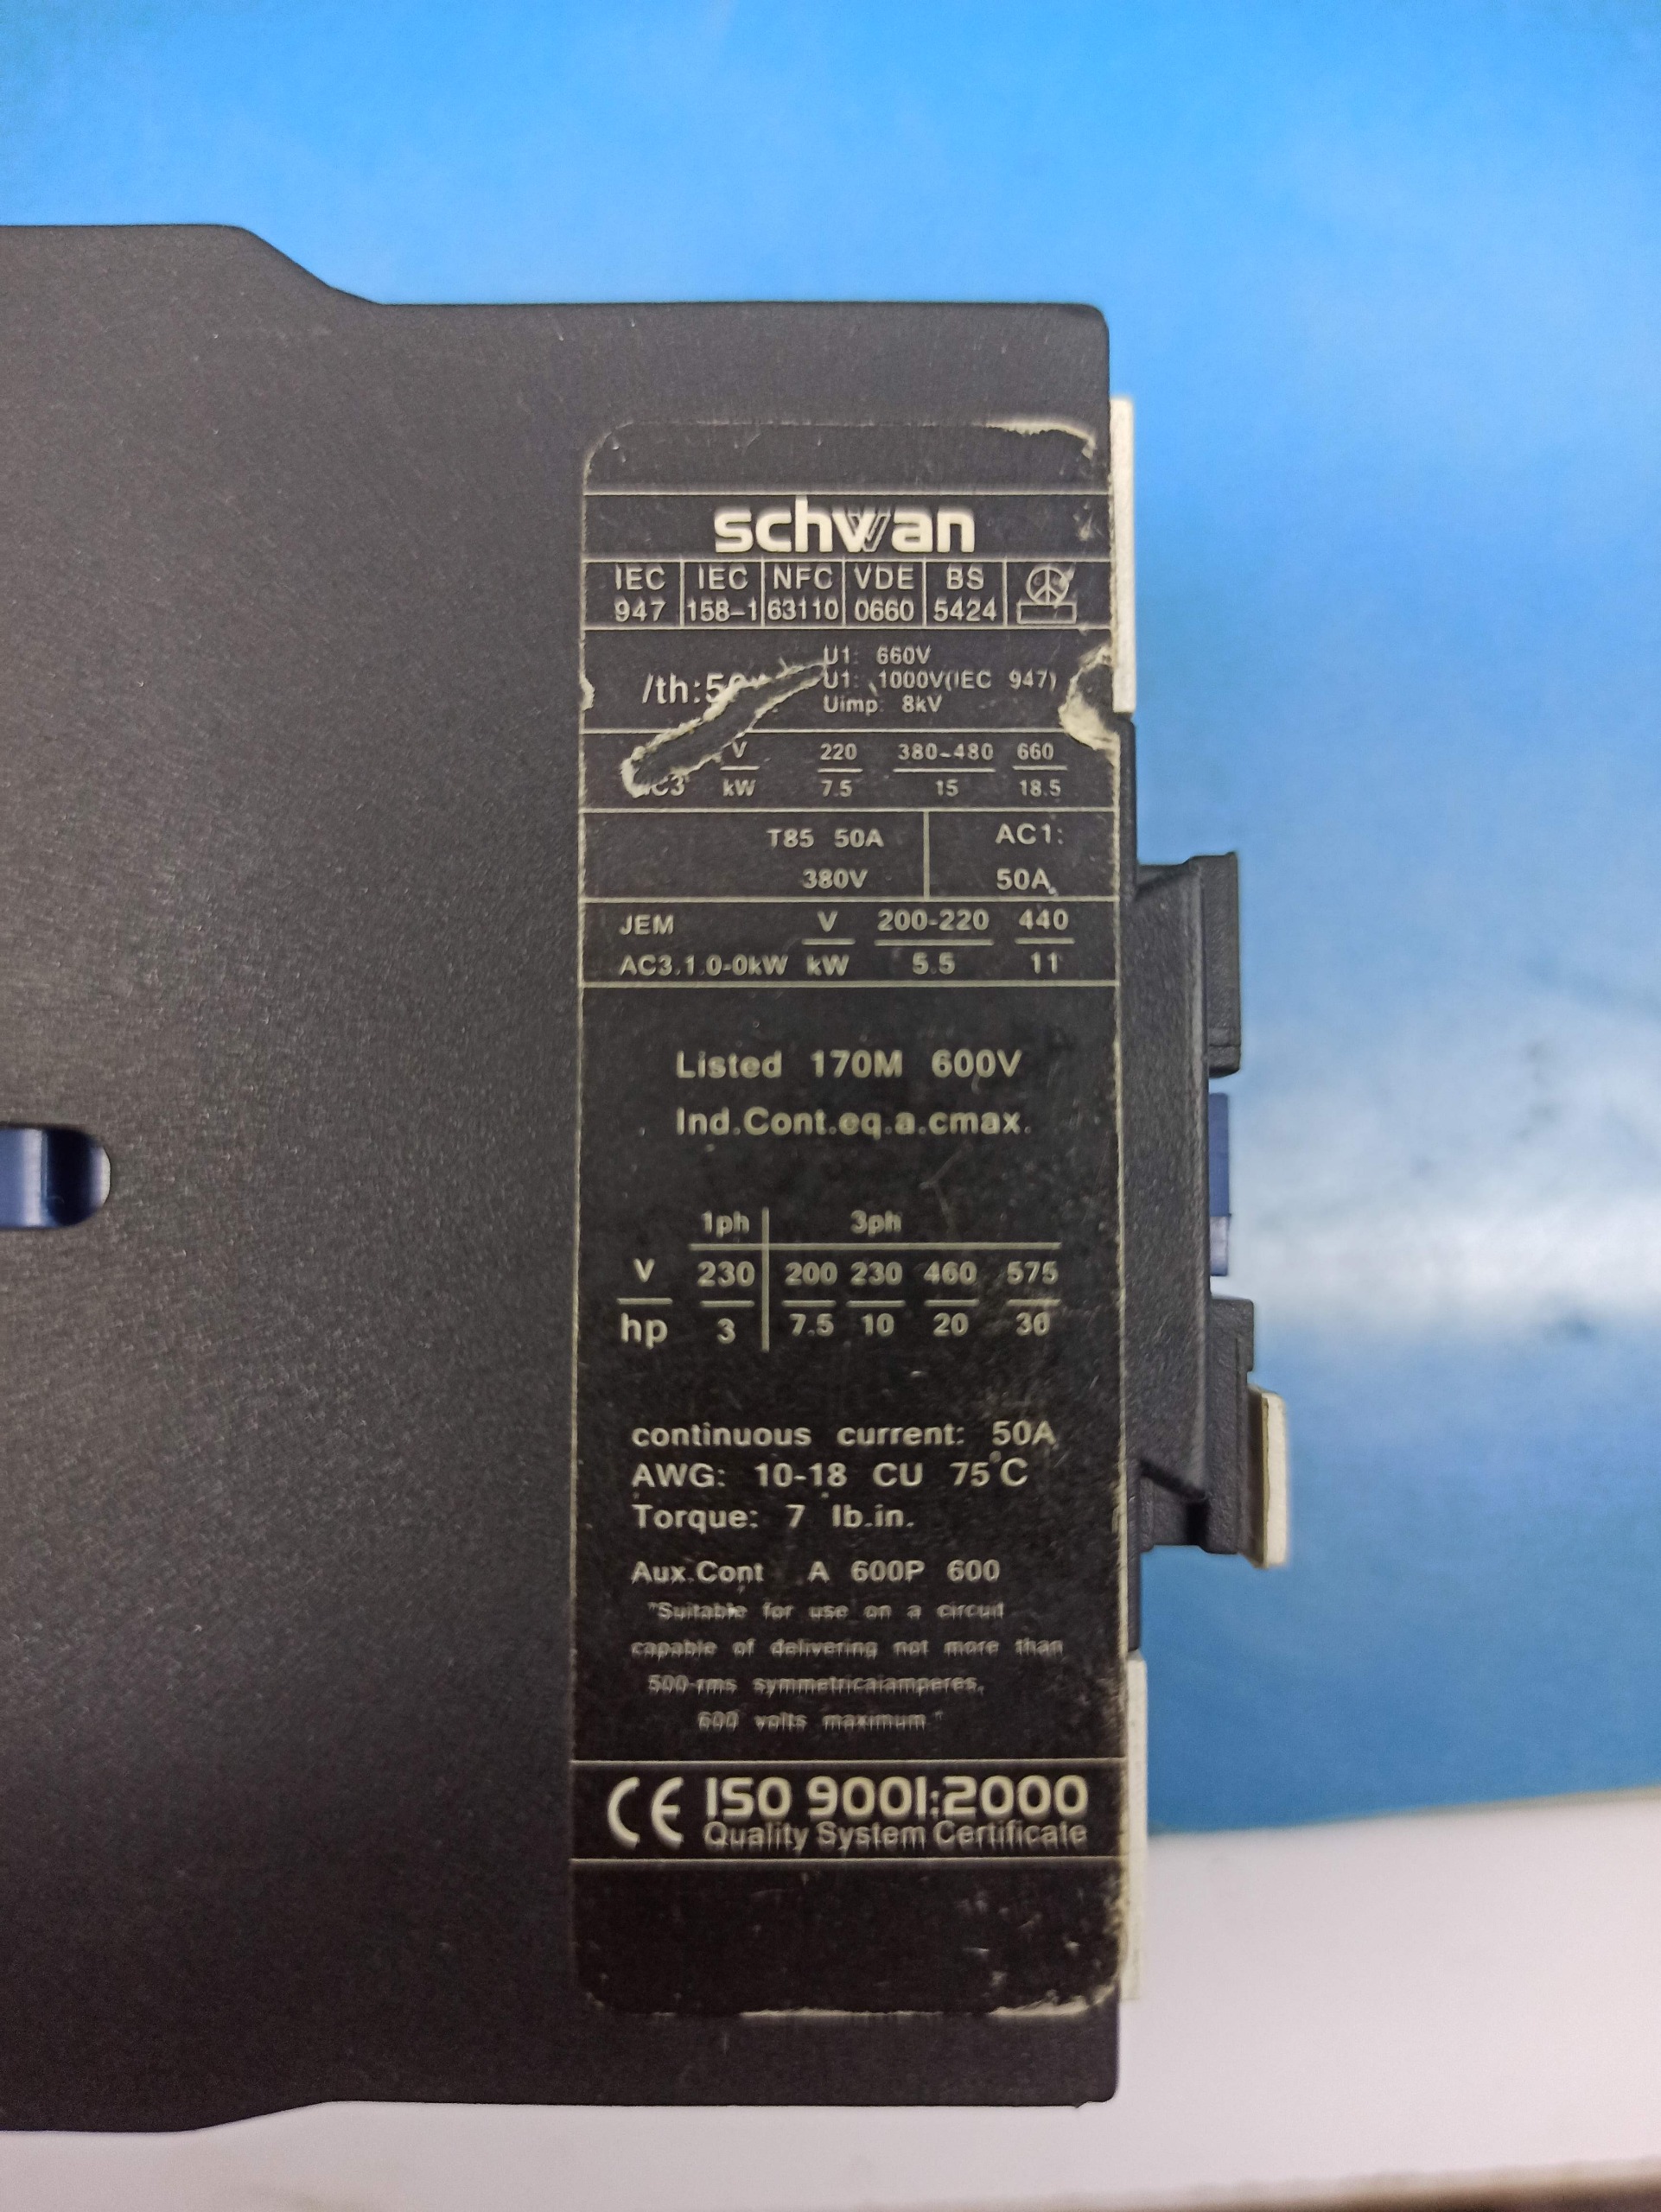 schwan
IEC IEC NFC VDE BS
947 158-1 63110 0660 5424
U1: 660V
/th: U1: 1000V(IEC 947)
Uimp: 8kV
V 220 380~480 660
kW 7.5 15 18.5
T85 50A AC1:
380V 50A
JEM V 200-220 440
AC3.1.0-0kW kW 5.5 11
Listed 170M 600V
Ind.Cont.eq.a.cmax.
1ph 3ph
V 230 200 230 460 575
hp 3 7.5 10 20 30
continuous current: 50A
AWG: 10-18 CU 75°C
Torque: 7 lb.in.
Aux.Cont A 600P 600
"Suitable for use on a circuit
capable of delivering not more than
500-rms symmetricalamperes,
600 volts maximum"
CE ISO 9001:2000
Quality System Certificate